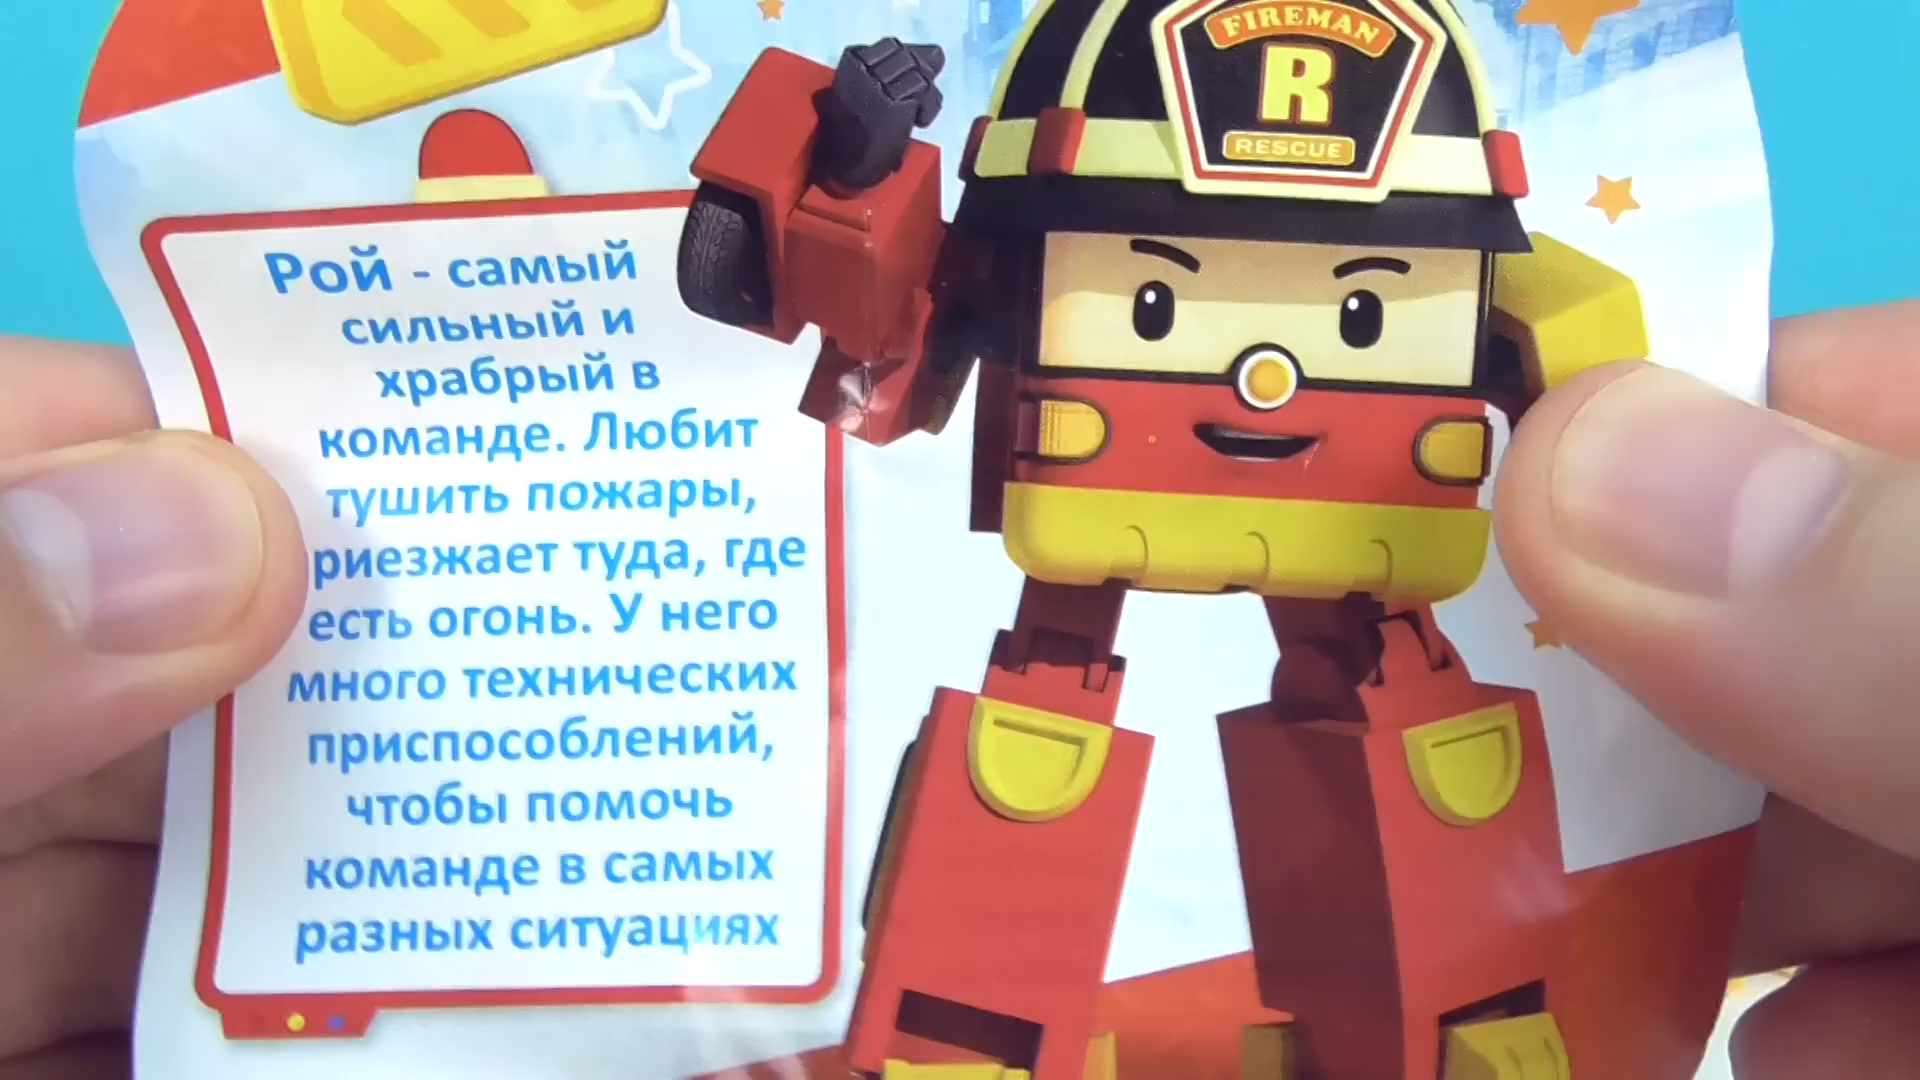 FIREMAN
R
RESCUE
Рой - самый
сильный и
храбрый в
команде. Любит
тушить пожары,
риезжает туда, где
есть огонь. У него
много технических
приспособлений,
чтобы помочь
команде в самых
разных ситуациях